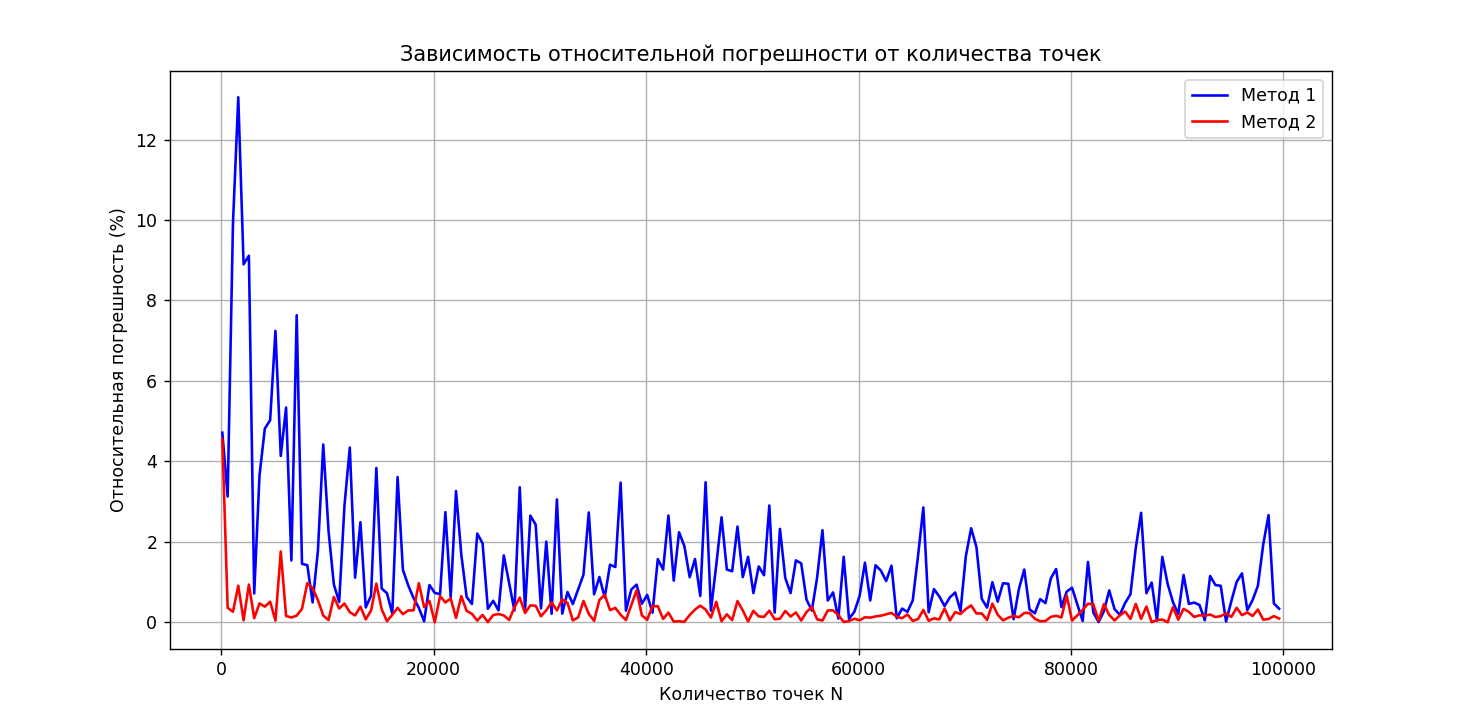 Зависимость относительной погрешности от количества точек
Метод 1
Метод 2
Относительная погрешность (%)
12
10
8
6
4
2
0
0
20000
40000
60000
80000
100000
Количество точек N